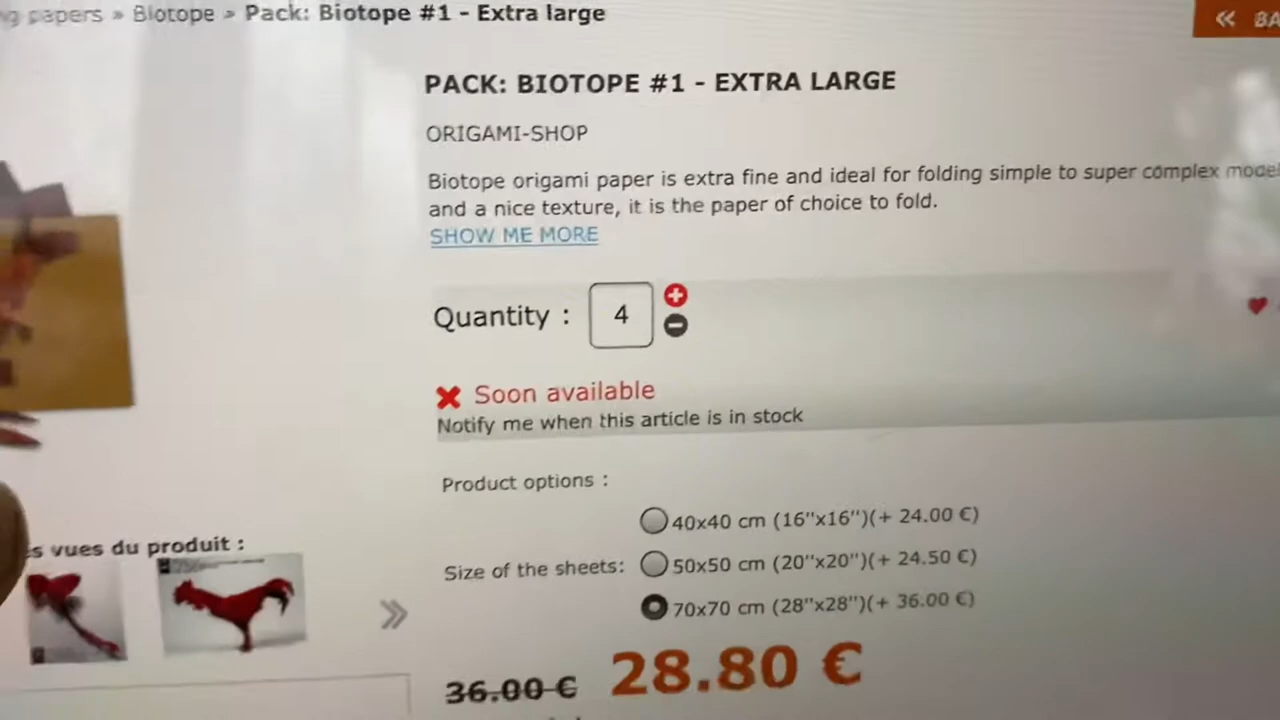 papers » Biotope » Pack: Biotope #1 - Extra large
«
PACK: BIOTOPE #1 - EXTRA LARGE
ORIGAMI-SHOP
Biotope origami paper is extra fine and ideal for folding simple to super complex
and a nice texture, it is the paper of choice to fold.
SHOW ME MORE
Quantity : 4
Soon available
Notify me when this article is in stock
Product options :
40x40 cm (16"x16")(+ 24.00 €)
Size of the sheets: 50x50 cm (20"x20")(+ 24.50 €)
70x70 cm (28"x28")(+ 36.00 €)
vues du produit :
36.00 € 28.80 €